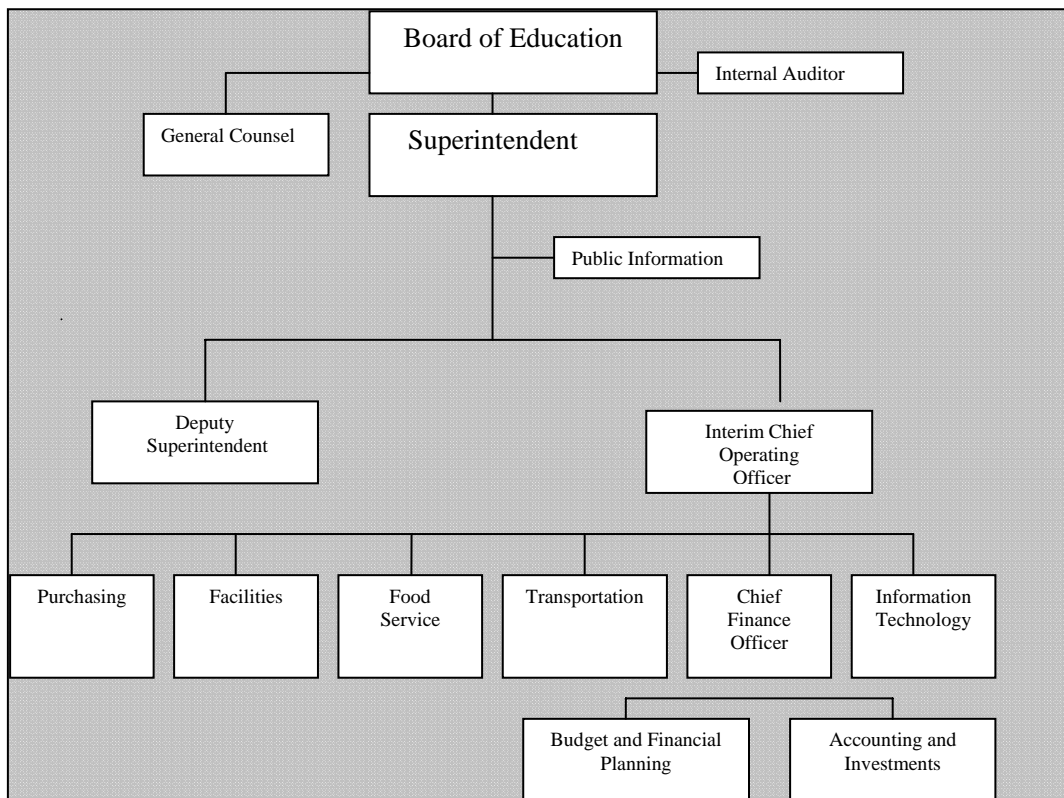 Board of Education
Internal Auditor
General Counsel
Superintendent
Public Information
Deputy
Superintendent
Interim Chief
Operating
Officer
Purchasing
Facilities
Food
Service
Transportation
Chief
Finance
Officer
Information
Technology
Budget and Financial
Planning
Accounting and
Investments